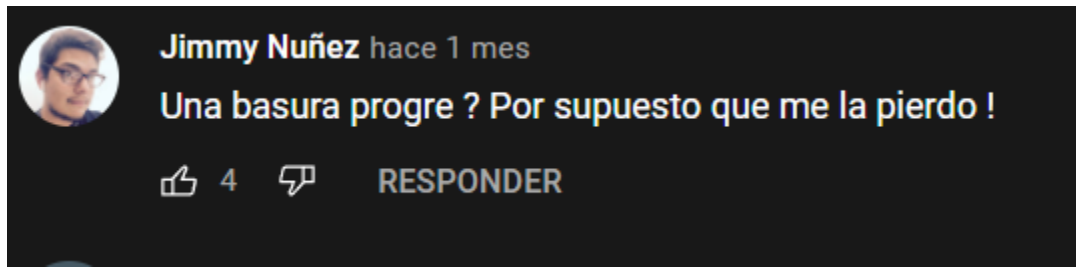 Jimmy Nuñez hace 1 mes
Una basura progre ? Por supuesto que me la pierdo !
4 RESPONDER